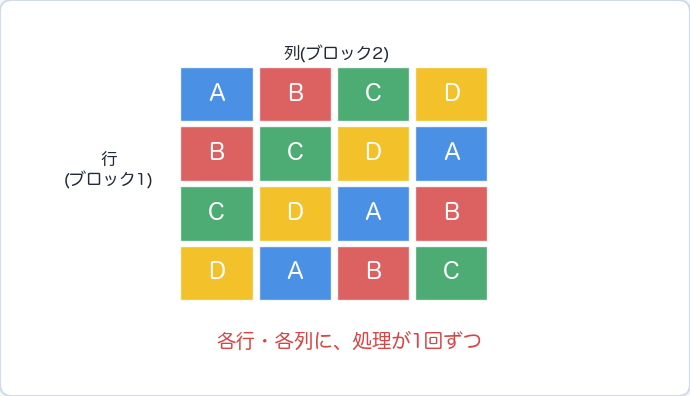 列(ブロック2)
A B C D
行
(ブロック1)
B C D A
C D A B
D A B C
各行・各列に、処理が1回ずつ